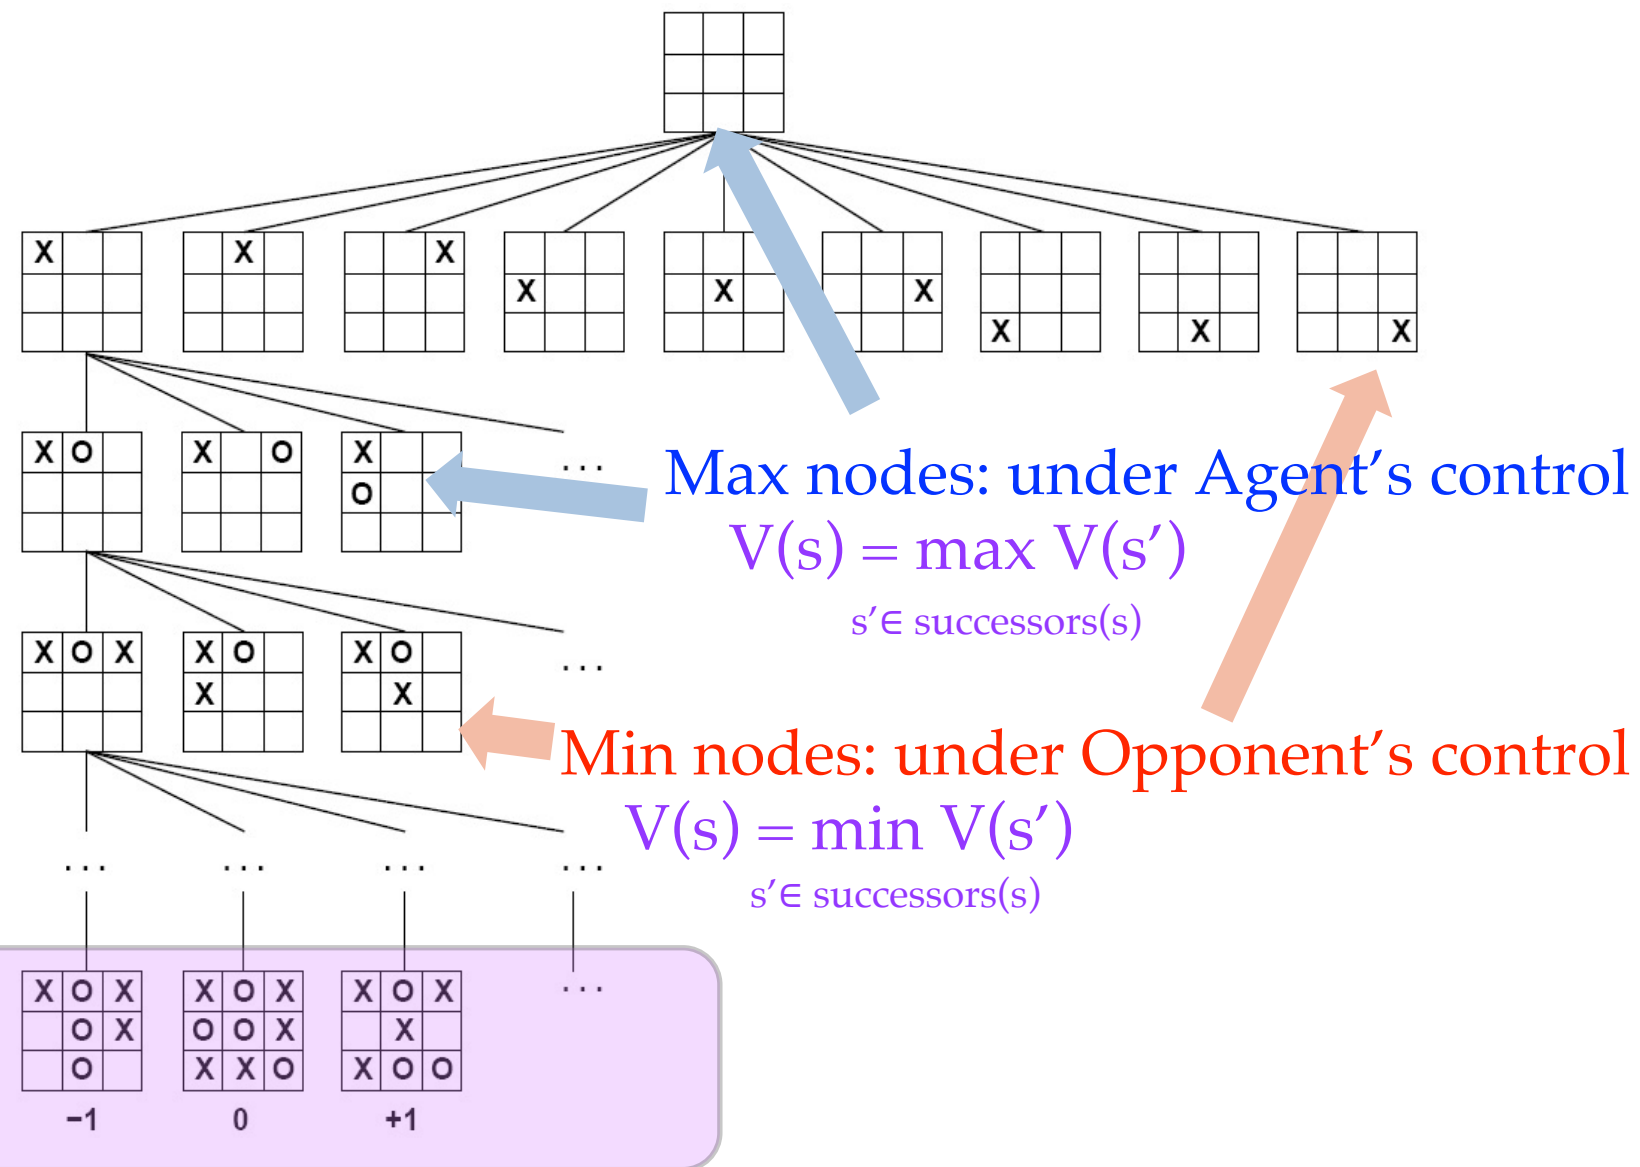 X X X X X X X X X
X O X O X ...
O
Max nodes: under Agent's control
V(s) = max V(s')
s'∈ successors(s)
X O X X O X O ...
X X
Min nodes: under Opponent's control
V(s) = min V(s')
... ... ... ...
s'∈ successors(s)
X O X X O X X O X ...
O X O O X X
O X X O X O O
−1 0 +1